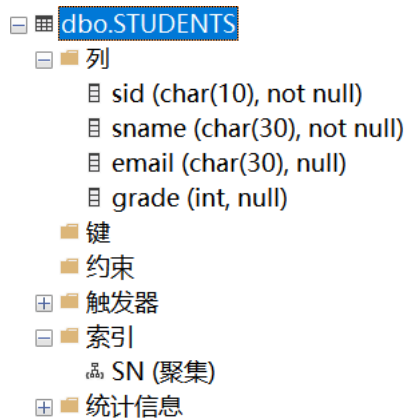 dbo.STUDENTS
列
sid (char(10), not null)
sname (char(30), not null)
email (char(30), null)
grade (int, null)
键
约束
触发器
索引
SN (聚集)
统计信息